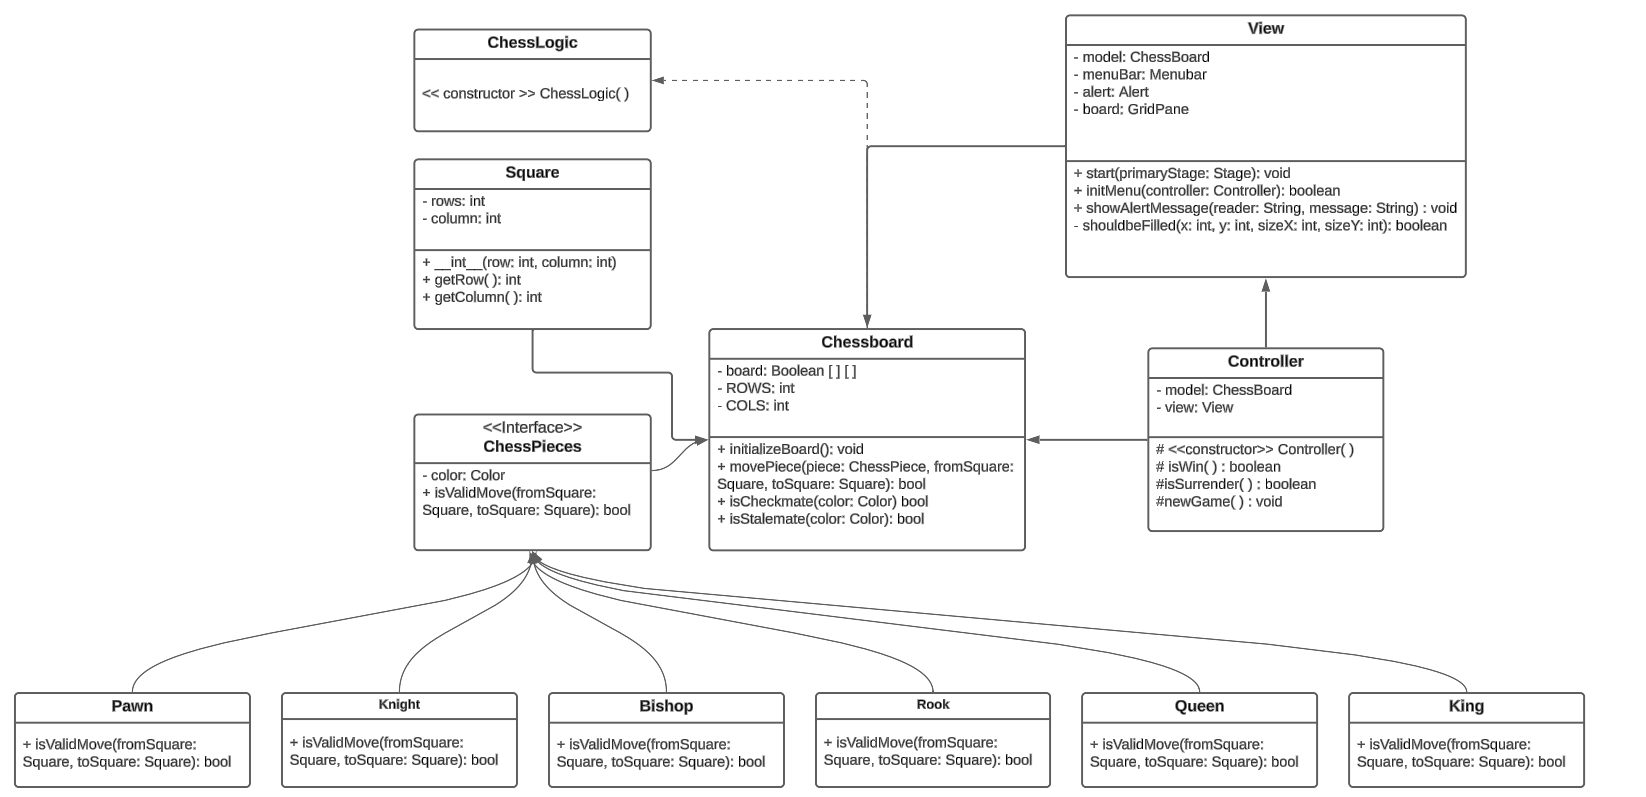 ChessLogic
<< constructor >> ChessLogic( )
View
- model: ChessBoard
- menuBar: Menubar
- alert: Alert
- board: GridPane
+ start(primaryStage: Stage): void
+ initMenu(controller: Controller): boolean
+ showAlertMessage(reader: String, message: String) : void
- shouldbeFilled(x: int, y: int, sizeX: int, sizeY: int): boolean
Square
- rows: int
- column: int
+ __int__(row: int, column: int)
+ getRow( ): int
+ getColumn( ): int
Chessboard
- board: Boolean [ ] [ ]
- ROWS: int
- COLS: int
+ initializeBoard(): void
+ movePiece(piece: ChessPiece, fromSquare:
Square, toSquare: Square): bool
+ isCheckmate(color: Color) bool
+ isStalemate(color: Color): bool
Controller
- model: ChessBoard
- view: View
# <<constructor>> Controller( )
# isWin( ) : boolean
#isSurrender( ) : boolean
#newGame( ) : void
<<Interface>>
ChessPieces
- color: Color
+ isValidMove(fromSquare:
Square, toSquare: Square): bool
Pawn
+ isValidMove(fromSquare:
Square, toSquare: Square): bool
Knight
+ isValidMove(fromSquare:
Square, toSquare: Square): bool
Bishop
+ isValidMove(fromSquare:
Square, toSquare: Square): bool
Rook
+ isValidMove(fromSquare:
Square, toSquare: Square): bool
Queen
+ isValidMove(fromSquare:
Square, toSquare: Square): bool
King
+ isValidMove(fromSquare:
Square, toSquare: Square): bool